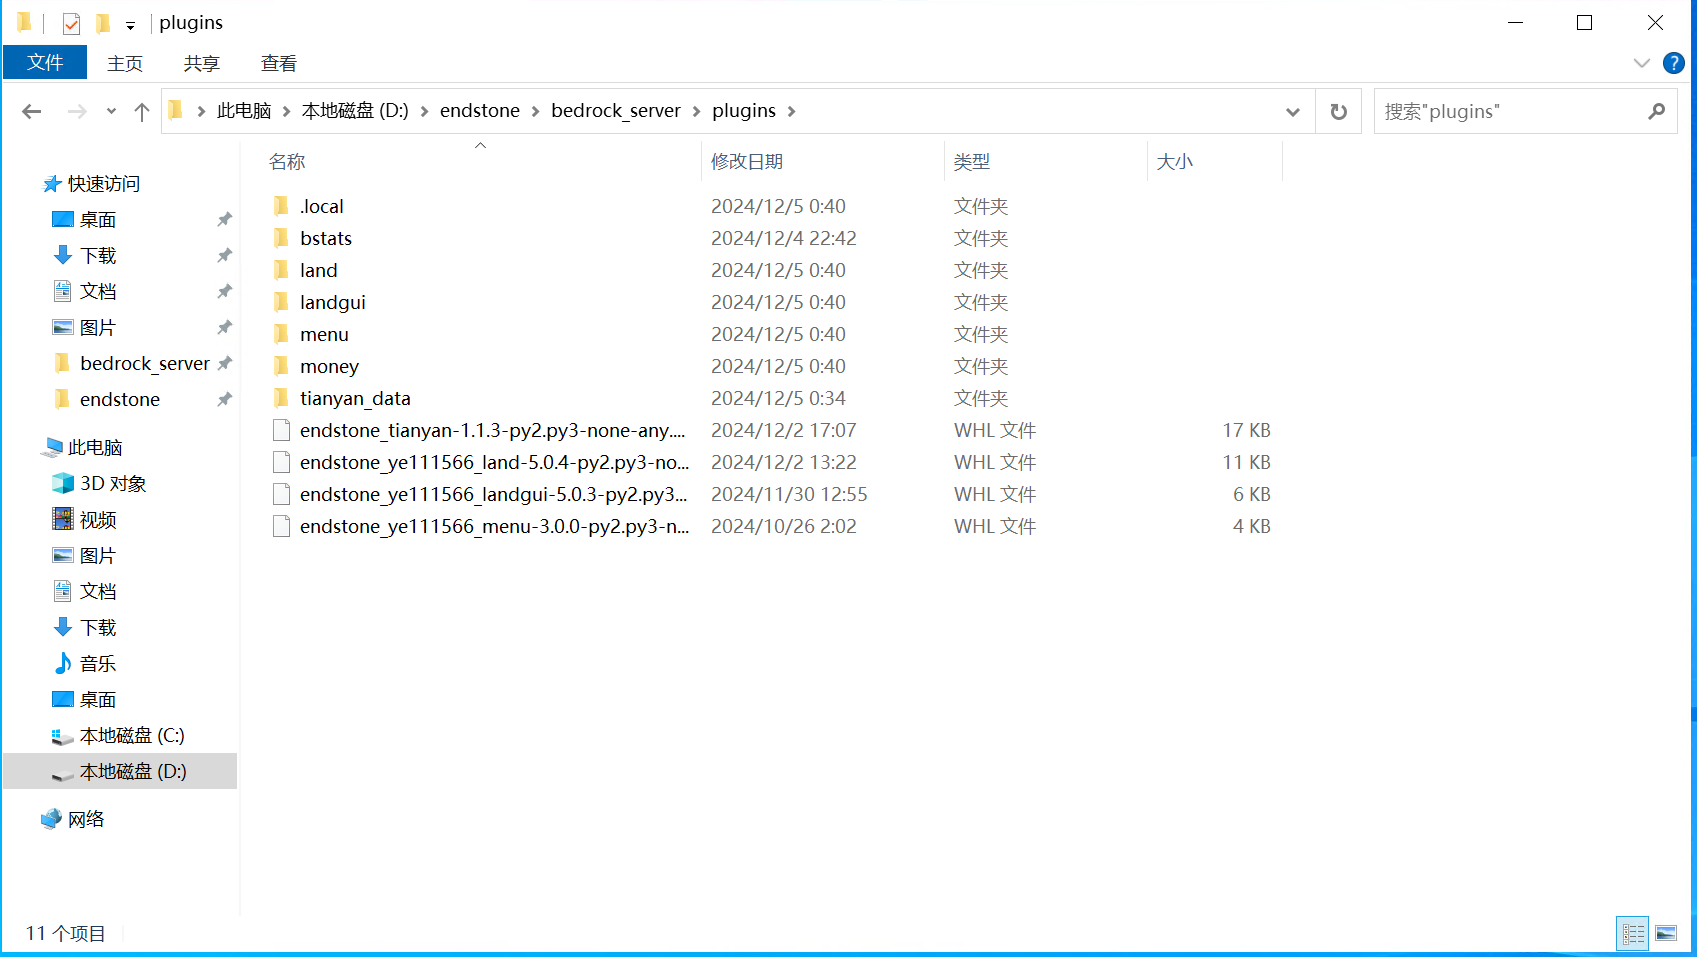 plugins
文件 主页 共享 查看
此电脑 本地磁盘 (D:) endstone bedrock_server plugins 搜索"plugins"
名称 修改日期 类型 大小
快速访问
桌面
下载
文档
图片
bedrock_server
endstone
此电脑
3D 对象
视频
图片
文档
下载
音乐
桌面
本地磁盘 (C:)
本地磁盘 (D:)
网络
.local 2024/12/5 0:40 文件夹
bstats 2024/12/4 22:42 文件夹
land 2024/12/5 0:40 文件夹
landgui 2024/12/5 0:40 文件夹
menu 2024/12/5 0:40 文件夹
money 2024/12/5 0:40 文件夹
tianyan_data 2024/12/5 0:34 文件夹
endstone_tianyan-1.1.3-py2.py3-none-any.... 2024/12/2 17:07 WHL 文件 17 KB
endstone_ye111566_land-5.0.4-py2.py3-no... 2024/12/2 13:22 WHL 文件 11 KB
endstone_ye111566_landgui-5.0.3-py2.py3... 2024/11/30 12:55 WHL 文件 6 KB
endstone_ye111566_menu-3.0.0-py2.py3-n... 2024/10/26 2:02 WHL 文件 4 KB
11 个项目